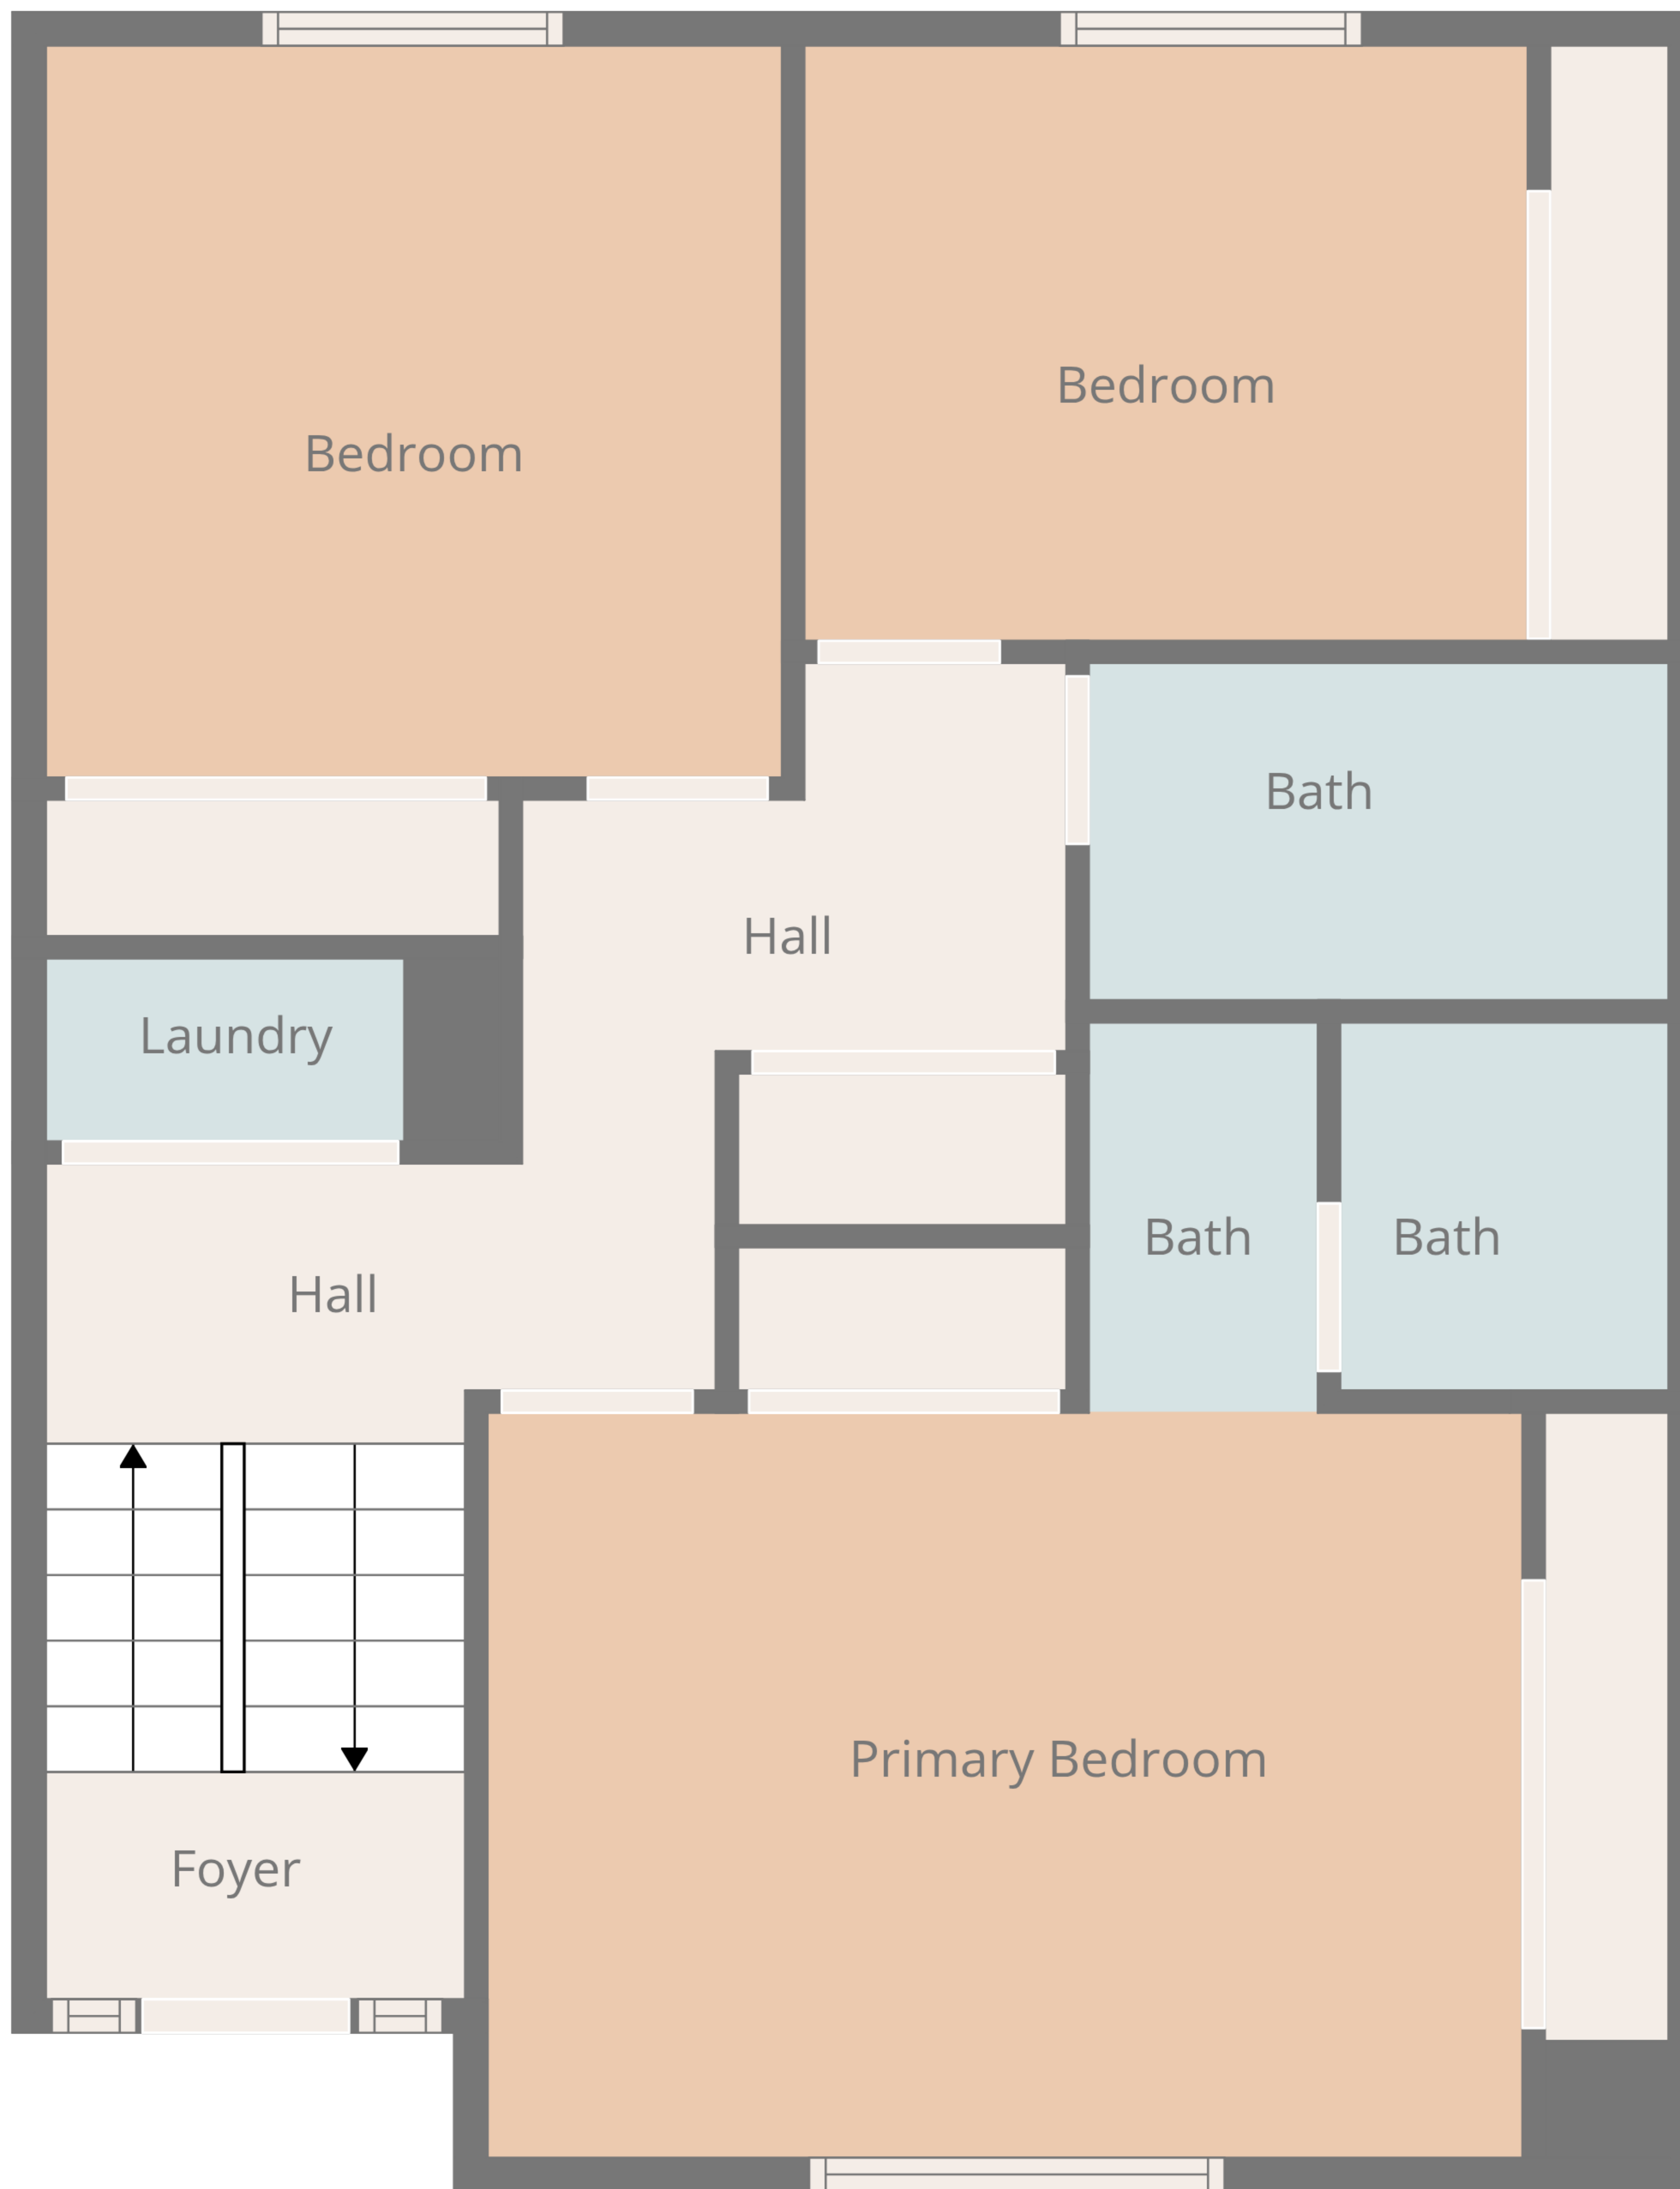 Bedroom
Bedroom
Bath
Hall
Laundry
Bath
Bath
Hall
Primary Bedroom
Foyer